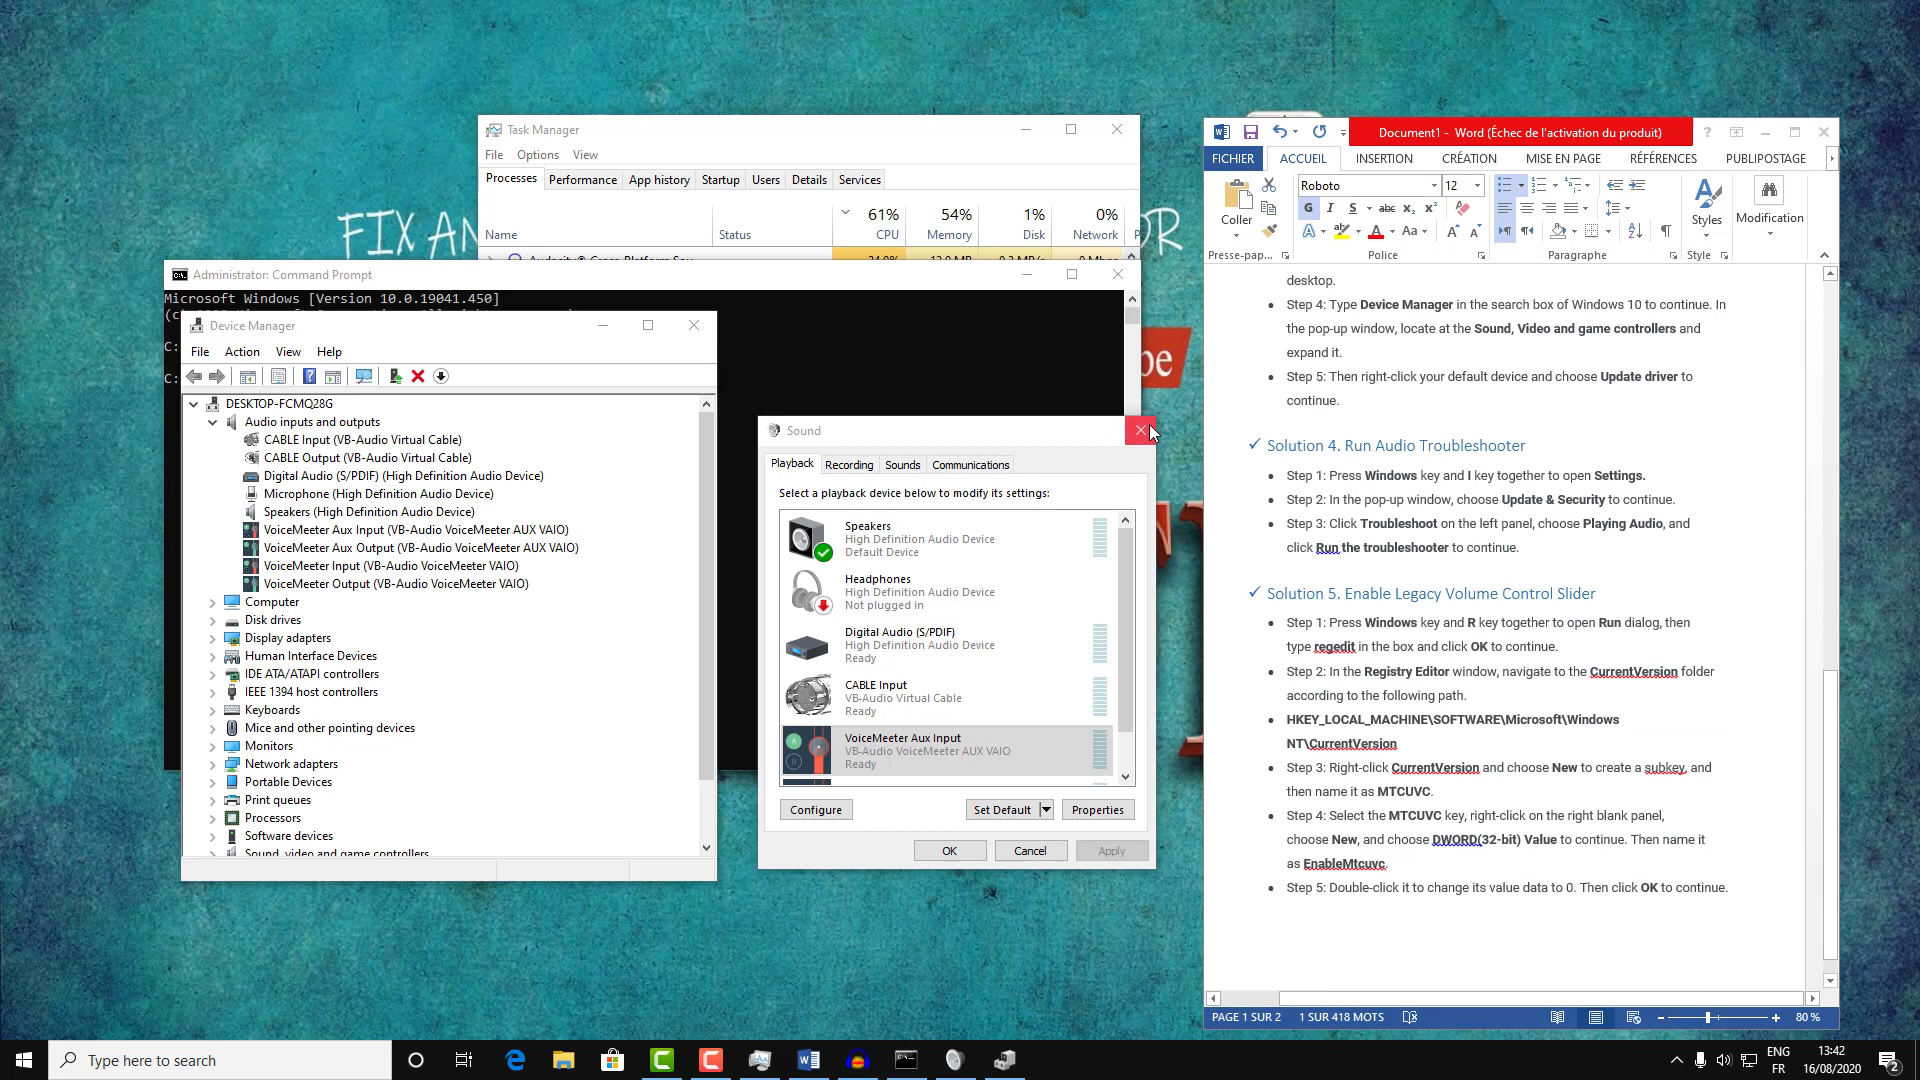 FIX AN
OR
be
Task Manager
File Options View
Processes Performance App history Startup Users Details Services
61% 54% 1% 0%
Name Status CPU Memory Disk Network
Administrator: Command Prompt
Microsoft Windows [Version 10.0.19041.450]
(c
C:
C:
Device Manager
File Action View Help
DESKTOP-FCMQ28G
Audio inputs and outputs
CABLE Input (VB-Audio Virtual Cable)
CABLE Output (VB-Audio Virtual Cable)
Digital Audio (S/PDIF) (High Definition Audio Device)
Microphone (High Definition Audio Device)
Speakers (High Definition Audio Device)
VoiceMeeter Aux Input (VB-Audio VoiceMeeter AUX VAIO)
VoiceMeeter Aux Output (VB-Audio VoiceMeeter AUX VAIO)
VoiceMeeter Input (VB-Audio VoiceMeeter VAIO)
VoiceMeeter Output (VB-Audio VoiceMeeter VAIO)
Computer
Disk drives
Display adapters
Human Interface Devices
IDE ATA/ATAPI controllers
IEEE 1394 host controllers
Keyboards
Mice and other pointing devices
Monitors
Network adapters
Portable Devices
Print queues
Processors
Software devices
Sound, video and game controllers
Sound
Playback Recording Sounds Communications
Select a playback device below to modify its settings:
Speakers
High Definition Audio Device
Default Device
Headphones
High Definition Audio Device
Not plugged in
Digital Audio (S/PDIF)
High Definition Audio Device
Ready
CABLE Input
VB-Audio Virtual Cable
Ready
VoiceMeeter Aux Input
VB-Audio VoiceMeeter AUX VAIO
Ready
Configure Set Default Properties
OK Cancel Apply
Document1 - Word (Échec de l'activation du produit)
FICHIER ACCUEIL INSERTION CRÉATION MISE EN PAGE RÉFÉRENCES PUBLIPOSTAGE
Roboto 12
Coller Styles Modification
Presse-pap... Police Paragraphe Style
desktop.
• Step 4: Type Device Manager in the search box of Windows 10 to continue. In
the pop-up window, locate at the Sound, Video and game controllers and
expand it.
• Step 5: Then right-click your default device and choose Update driver to
continue.
✓ Solution 4. Run Audio Troubleshooter
• Step 1: Press Windows key and I key together to open Settings.
• Step 2: In the pop-up window, choose Update & Security to continue.
• Step 3: Click Troubleshoot on the left panel, choose Playing Audio, and
click Run the troubleshooter to continue.
✓ Solution 5. Enable Legacy Volume Control Slider
• Step 1: Press Windows key and R key together to open Run dialog, then
type regedit in the box and click OK to continue.
• Step 2: In the Registry Editor window, navigate to the CurrentVersion folder
according to the following path.
• HKEY_LOCAL_MACHINE\SOFTWARE\Microsoft\Windows
NT\CurrentVersion
• Step 3: Right-click CurrentVersion and choose New to create a subkey, and
then name it as MTCUVC.
• Step 4: Select the MTCUVC key, right-click on the right blank panel,
choose New, and choose DWORD(32-bit) Value to continue. Then name it
as EnableMtcuvc.
• Step 5: Double-click it to change its value data to 0. Then click OK to continue.
PAGE 1 SUR 2 1 SUR 418 MOTS 80 %
Type here to search
ENG
FR
13:42
16/08/2020
2